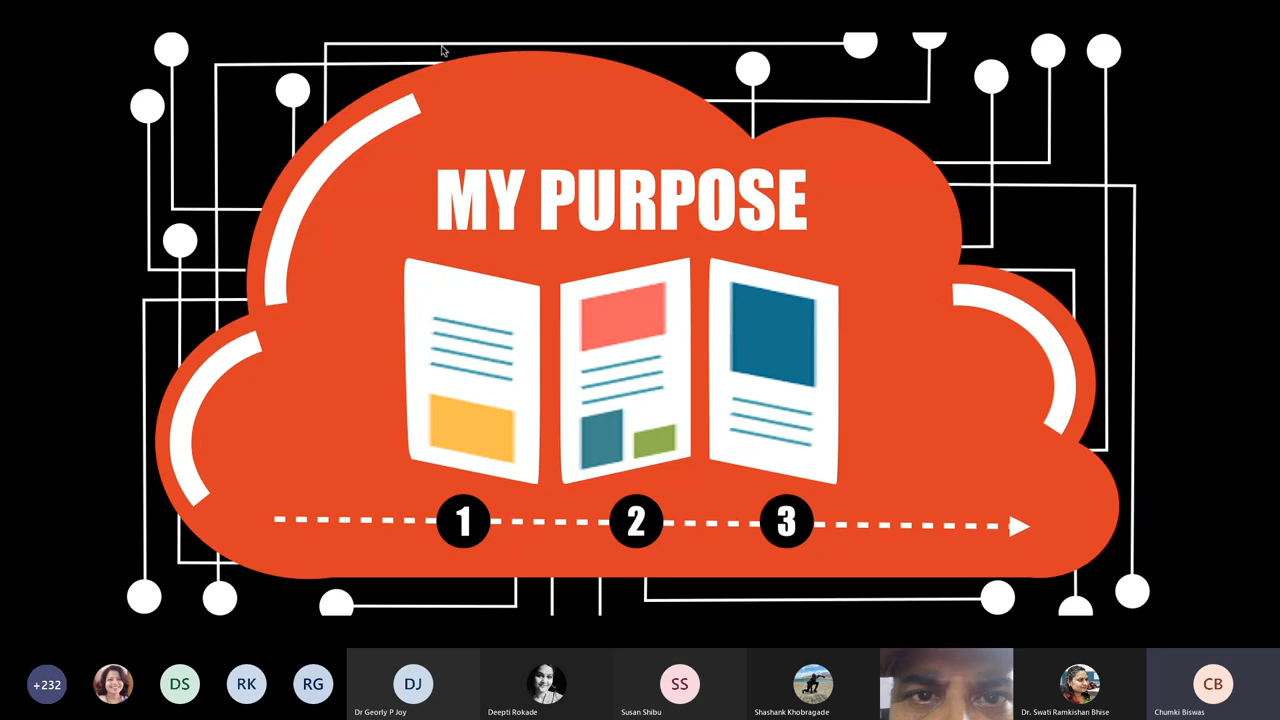 MY PURPOSE
1 2 3
+232 DS RK RG DJ SS CB
Dr Georly P Joy Deepti Rokade Susan Shibu Shashank Khobragade Dr. Swati Ramkishan Bhise Chumki Biswas